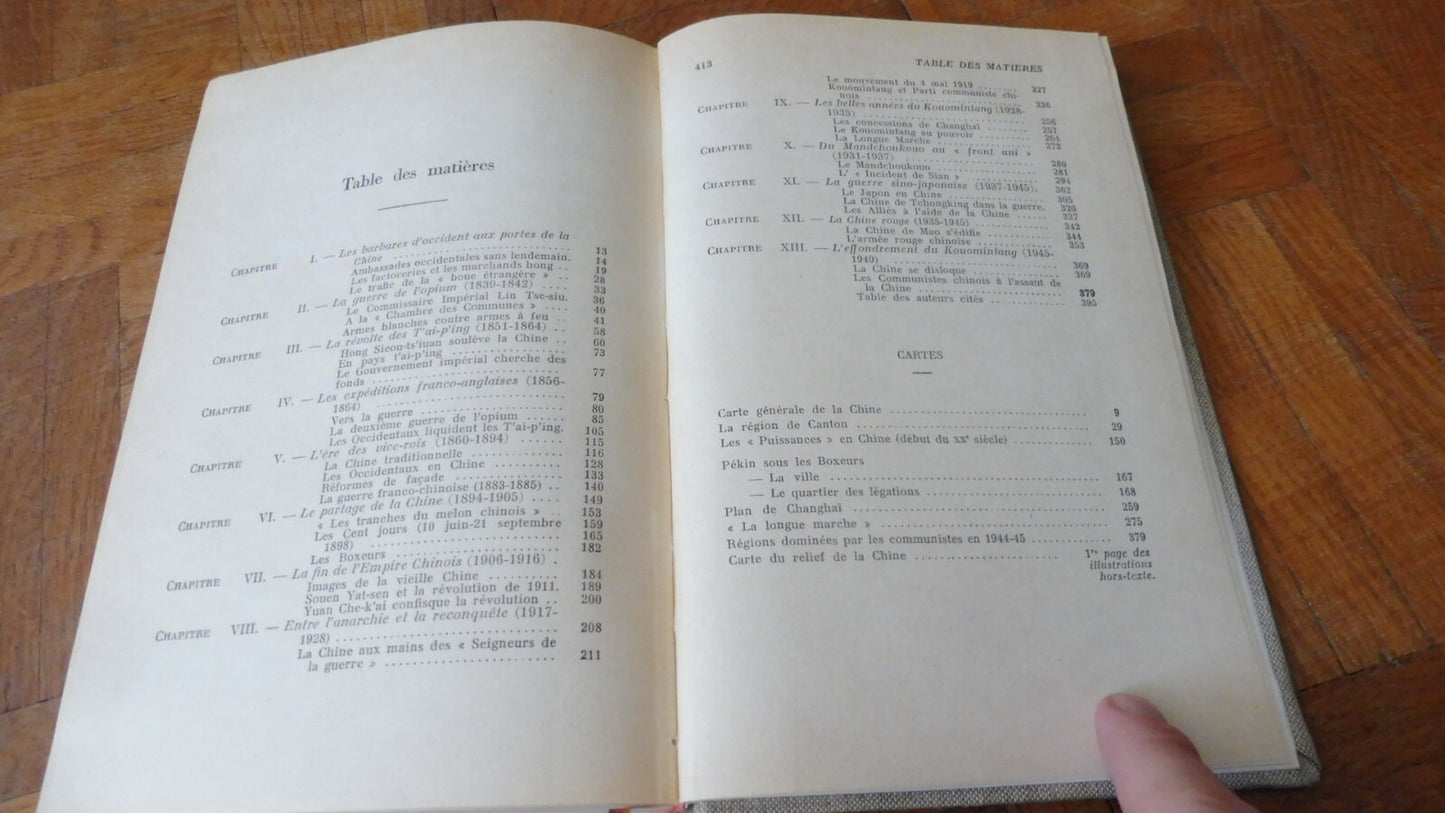 Table des matières
CHAPITRE I. — Les barbares d'occident aux portes de la
Chine .......... 13
Ambassades occidentales sans lendemain. 14
Les factoreries et les marchands hong .. 19
Le trafic de la « boue étrangère » .. 28
CHAPITRE II. — La guerre de l'opium (1839-1842) .... 33
Le Commissaire Impérial Lin Tse-siu. 36
A la « Chambre des Communes » .... 40
Armes blanches contre armes à feu .. 41
CHAPITRE III. — La révolte des T'ai-p'ing (1851-1864) .. 58
Hong Sieou-ts'iuan soulève la Chine .. 60
En pays t'ai-p'ing .......... 73
Le Gouvernement impérial cherche des
fonds .......... 77
CHAPITRE IV. — Les expéditions franco-anglaises (1856-
1864) .......... 79
Vers la guerre .......... 80
La deuxième guerre de l'opium ...... 85
Les Occidentaux liquident les T'ai-p'ing. 105
CHAPITRE V. — L'ère des vice-rois (1860-1894) ...... 115
La Chine traditionnelle .......... 116
Les Occidentaux en Chine .......... 128
Réformes de façade .......... 133
La guerre franco-chinoise (1883-1885) .. 140
CHAPITRE VI. — Le partage de la Chine (1894-1905) .... 149
« Les tranches du melon chinois » .. 153
Les Cent jours (10 juin-21 septembre
1898) .......... 159
Les Boxeurs .......... 165
CHAPITRE VII. — La fin de l'Empire Chinois (1906-1916) . 182
Images de la vieille Chine .......... 184
Souen Yat-sen et la révolution de 1911. 189
Yuan Che-k'ai confisque la révolution .. 200
CHAPITRE VIII. — Entre l'anarchie et la reconquête (1917-
1928) .......... 208
La Chine aux mains des « Seigneurs de
la guerre » .......... 211
413 TABLE DES MATIERES
Le mouvement du 4 mai 1919 ........ 227
Kouomintang et Parti communiste chi-
nois .......... 236
CHAPITRE IX. — Les belles années du Kouomintang (1928-
1935) .......... 256
Les concessions de Changhaï ........ 257
Le Kouomintang au pouvoir ........ 264
La Longue Marche .......... 272
CHAPITRE X. — Du Mandchoukouo au « front uni »
(1931-1937) .......... 280
Le Mandchoukouo .......... 281
L' « Incident de Sian » .......... 294
CHAPITRE XI. — La guerre sino-japonaise (1937-1945). 302
Le Japon en Chine .......... 305
La Chine de Tchongking dans la guerre. 320
Les Alliés à l'aide de la Chine ...... 327
CHAPITRE XII. — La Chine rouge (1935-1945) .......... 342
La Chine de Mao s'édifie .......... 344
L'armée rouge chinoise .......... 353
CHAPITRE XIII. — L'effondrement du Kouomintang (1945-
1949) .......... 369
La Chine se disloque .......... 369
Les Communistes chinois à l'assaut de
la Chine .......... 379
Table des auteurs cités .......... 395
CARTES
Carte générale de la Chine .......... 9
La région de Canton .......... 29
Les « Puissances » en Chine (début du XXᵉ siècle) .......... 150
Pékin sous les Boxeurs
— La ville .......... 167
— Le quartier des légations .......... 168
Plan de Changhaï .......... 259
« La longue marche » .......... 275
Régions dominées par les communistes en 1944-45 .......... 379
Carte du relief de la Chine .......... 1ʳᵉ page des
illustrations
hors-texte.